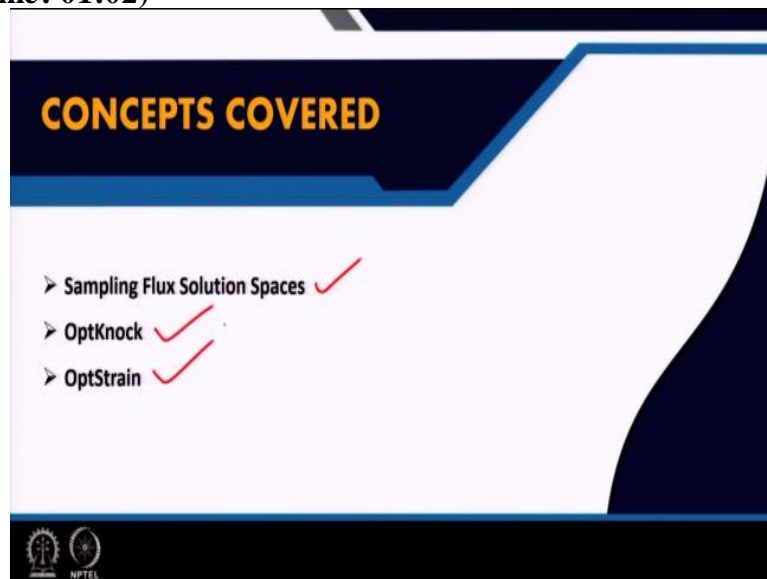 CONCEPTS COVERED
➢ Sampling Flux Solution Spaces
➢ OptKnock
➢ OptStrain
NPTEL